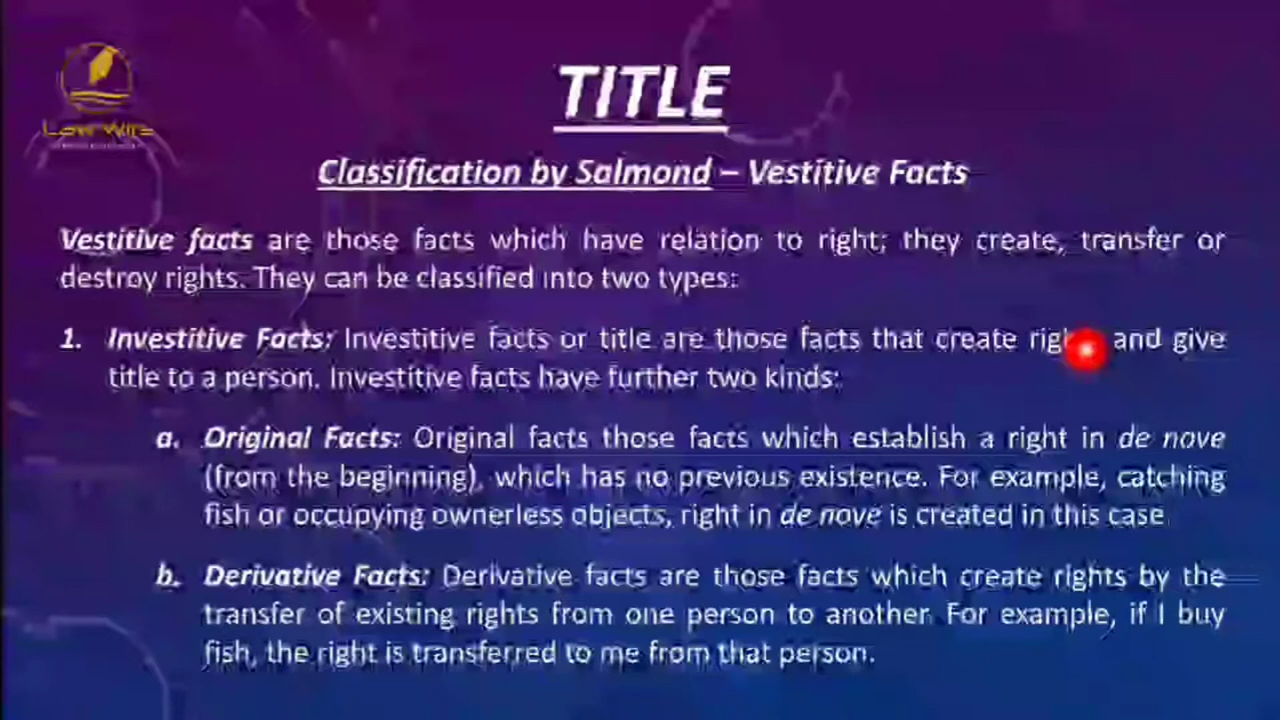 Law Wire
TITLE
Classification by Salmond – Vestitive Facts
Vestitive facts are those facts which have relation to right; they create, transfer or
destroy rights. They can be classified into two types:
1. Investitive Facts: Investitive facts or title are those facts that create and give
title to a person. Investitive facts have further two kinds:
a. Original Facts: Original facts those facts which establish a right in de nove
(from the beginning), which has no previous existence. For example, catching
fish or occupying ownerless objects, right in de nove is created in this case
b. Derivative Facts: Derivative facts are those facts which create rights by the
transfer of existing rights from one person to another. For example, if I buy
fish, the right is transferred to me from that person.